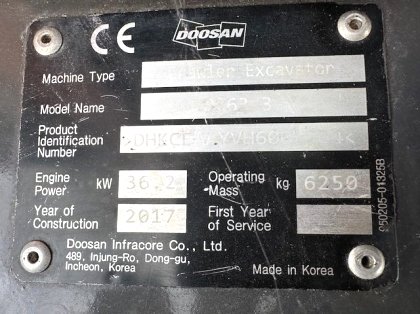 CE DOOSAN
Machine Type Excavator
Model Name
Product
Identification
Number
Engine Power kW 36.2 Operating Mass kg 6250
Year of Construction 2017 First Year of Service
Doosan Infracore Co., Ltd.
489, Injung-Ro, Dong-gu,
Incheon, Korea
Made in Korea
950205-01325B